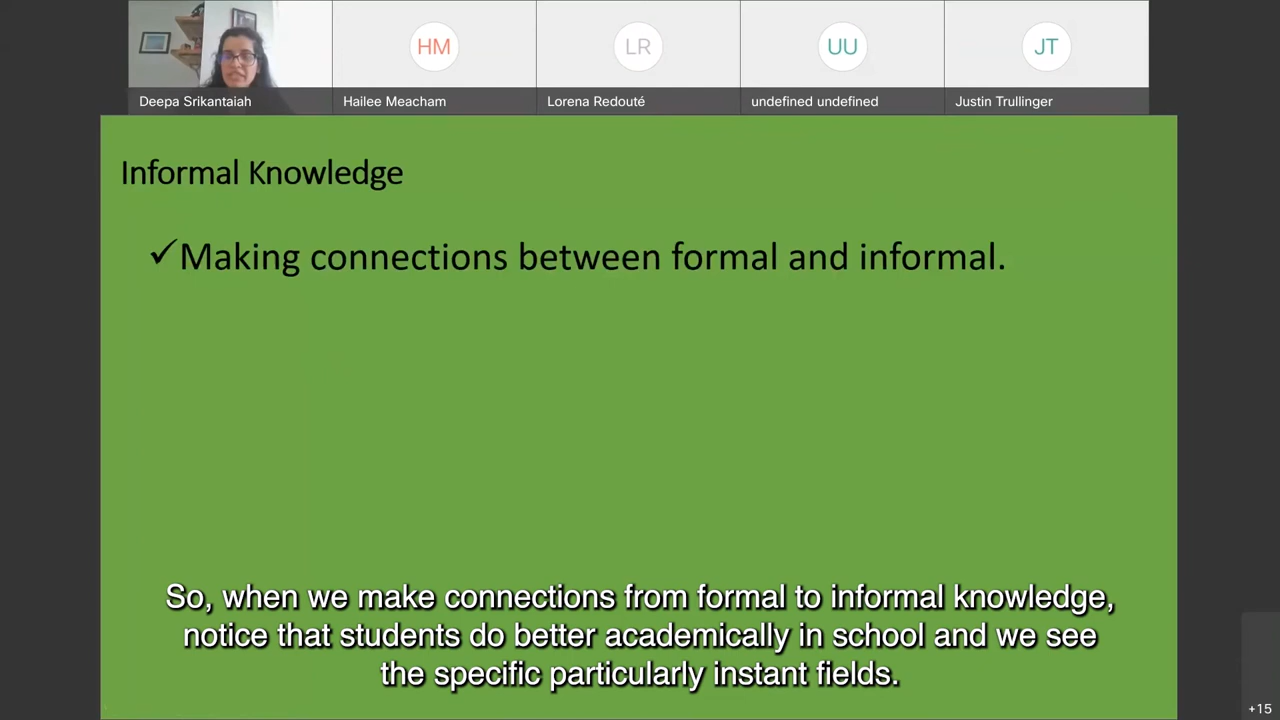 HM
LR
UU
JT
Deepa Srikantaiah
Hailee Meacham
Lorena Redouté
undefined undefined
Justin Trullinger
Informal Knowledge
✓Making connections between formal and informal.
So, when we make connections from formal to informal knowledge,
notice that students do better academically in school and we see
the specific particularly instant fields.
+15